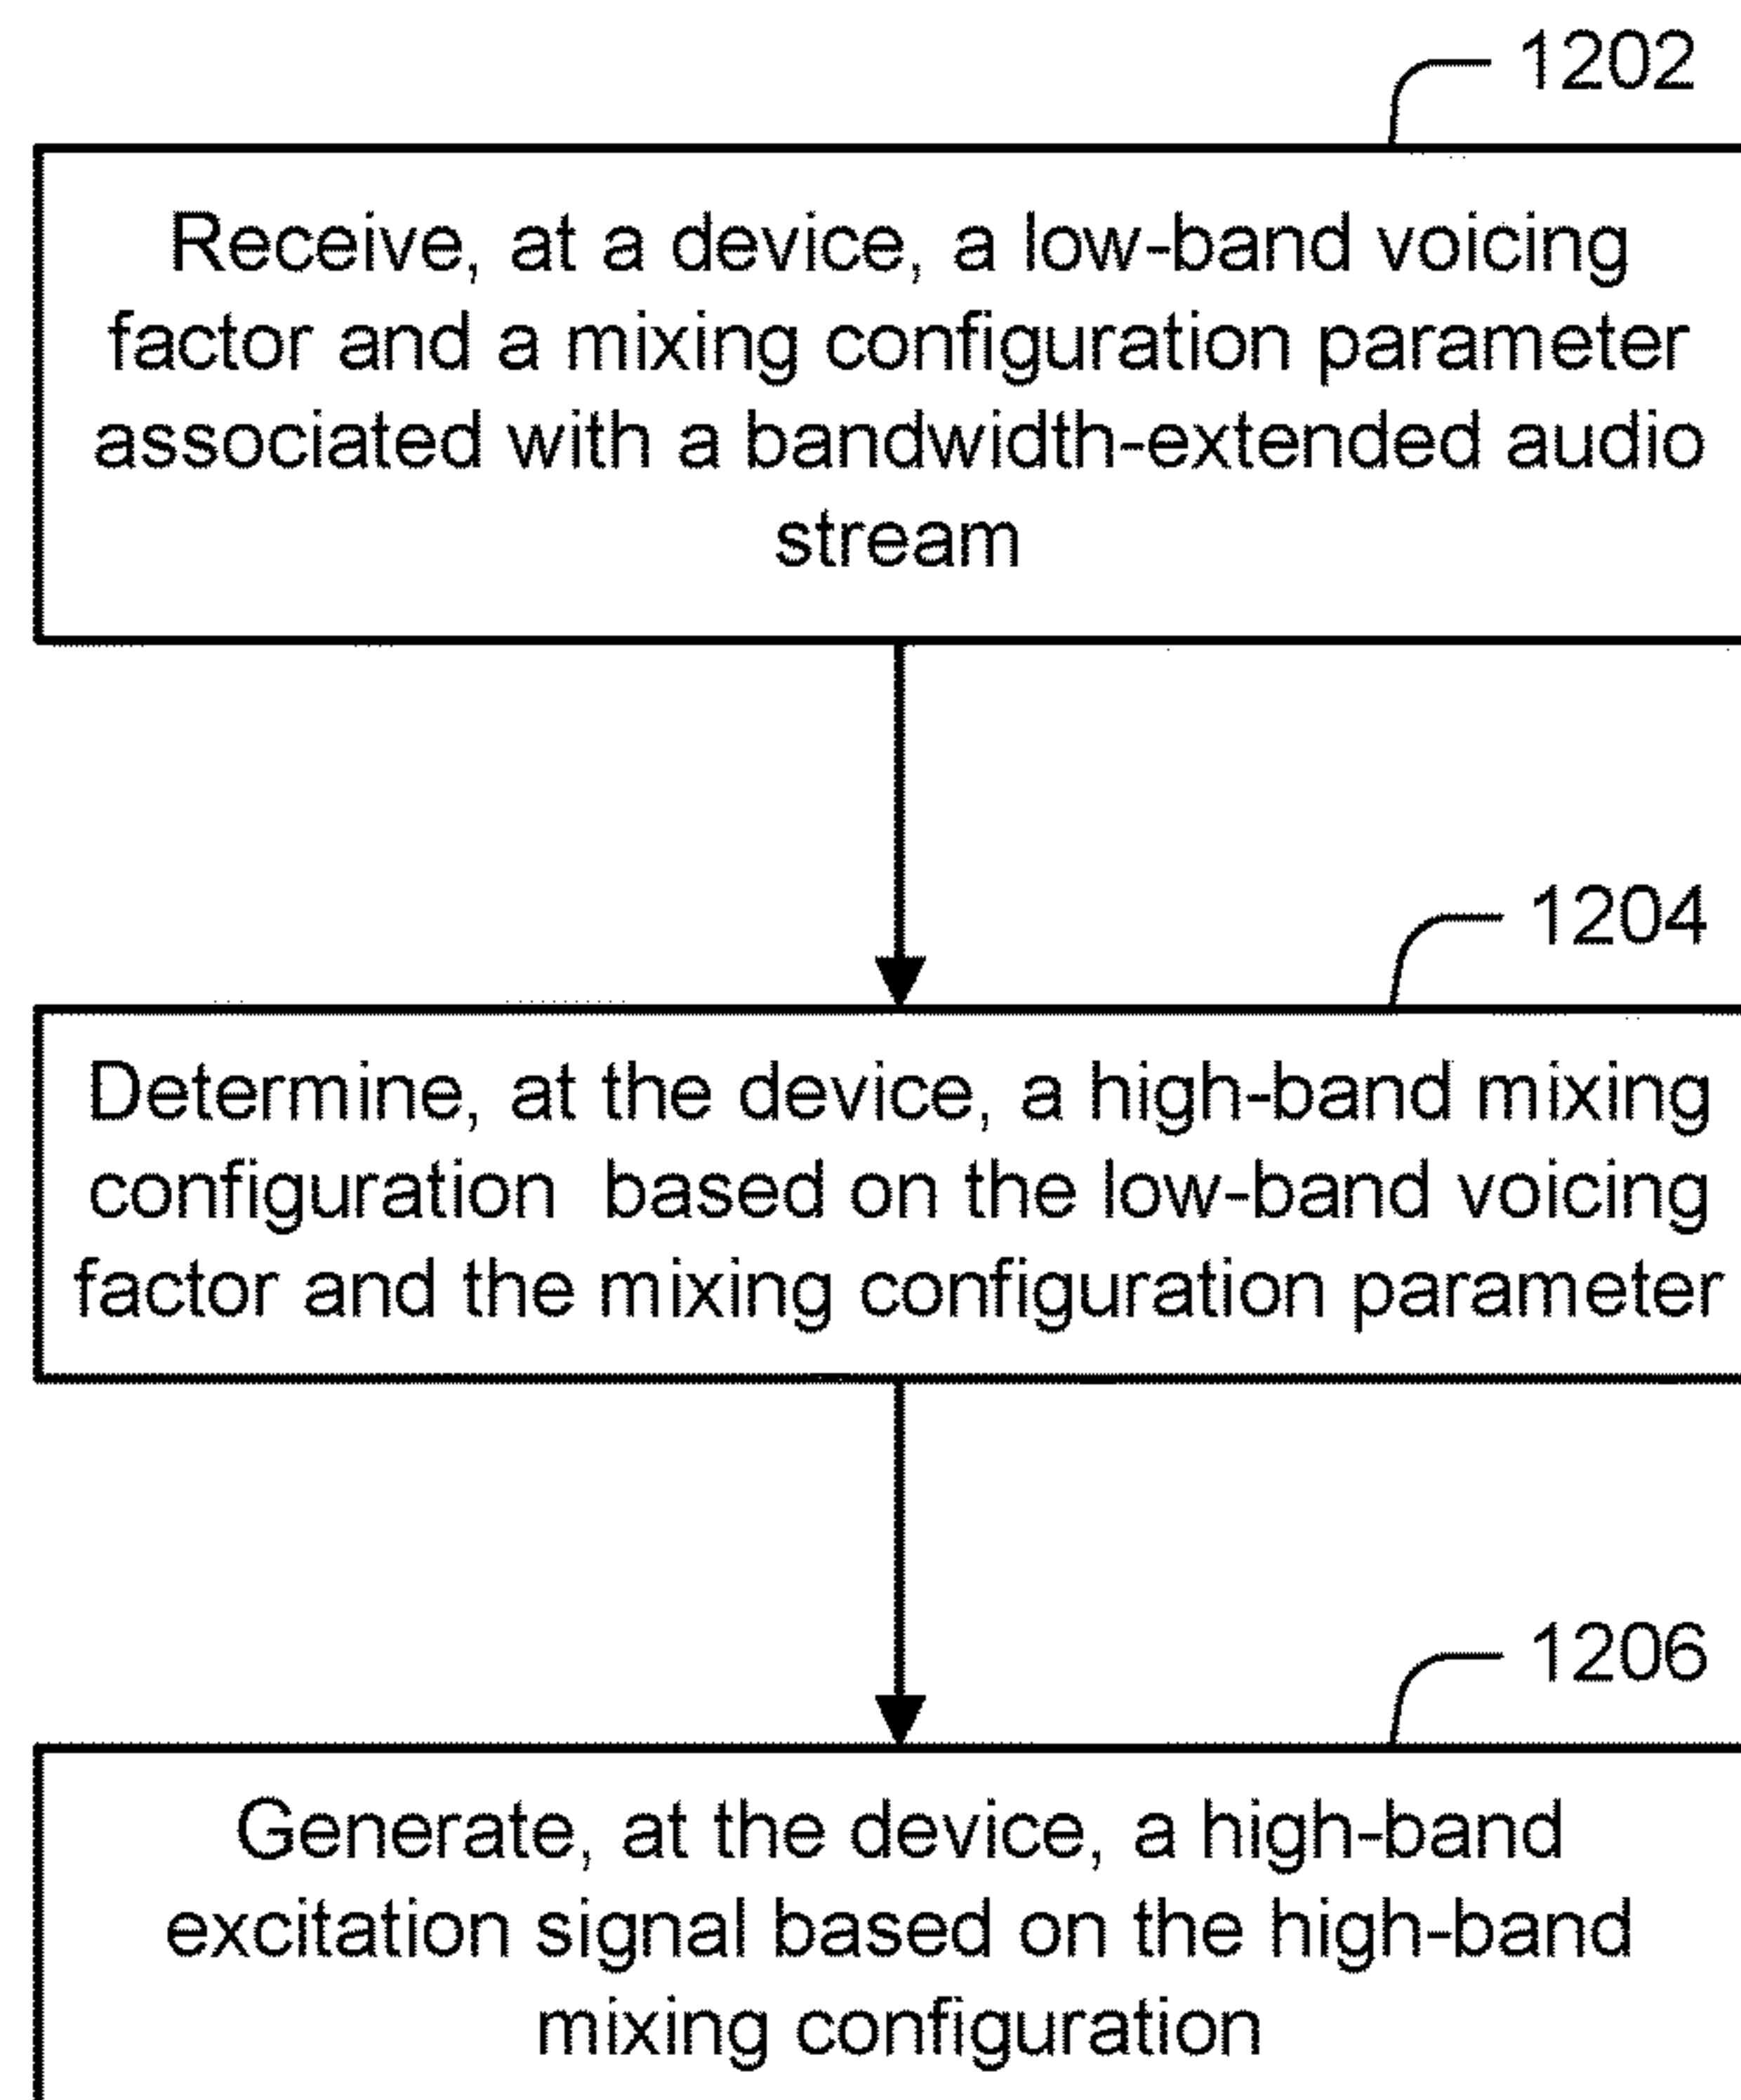 1202
Receive, at a device, a low-band voicing
factor and a mixing configuration parameter
associated with a bandwidth-extended audio
stream
1204
Determine, at the device, a high-band mixing
configuration  based on the low-band voicing
factor and the mixing configuration parameter
1206
Generate, at the device, a high-band
excitation signal based on the high-band
mixing configuration